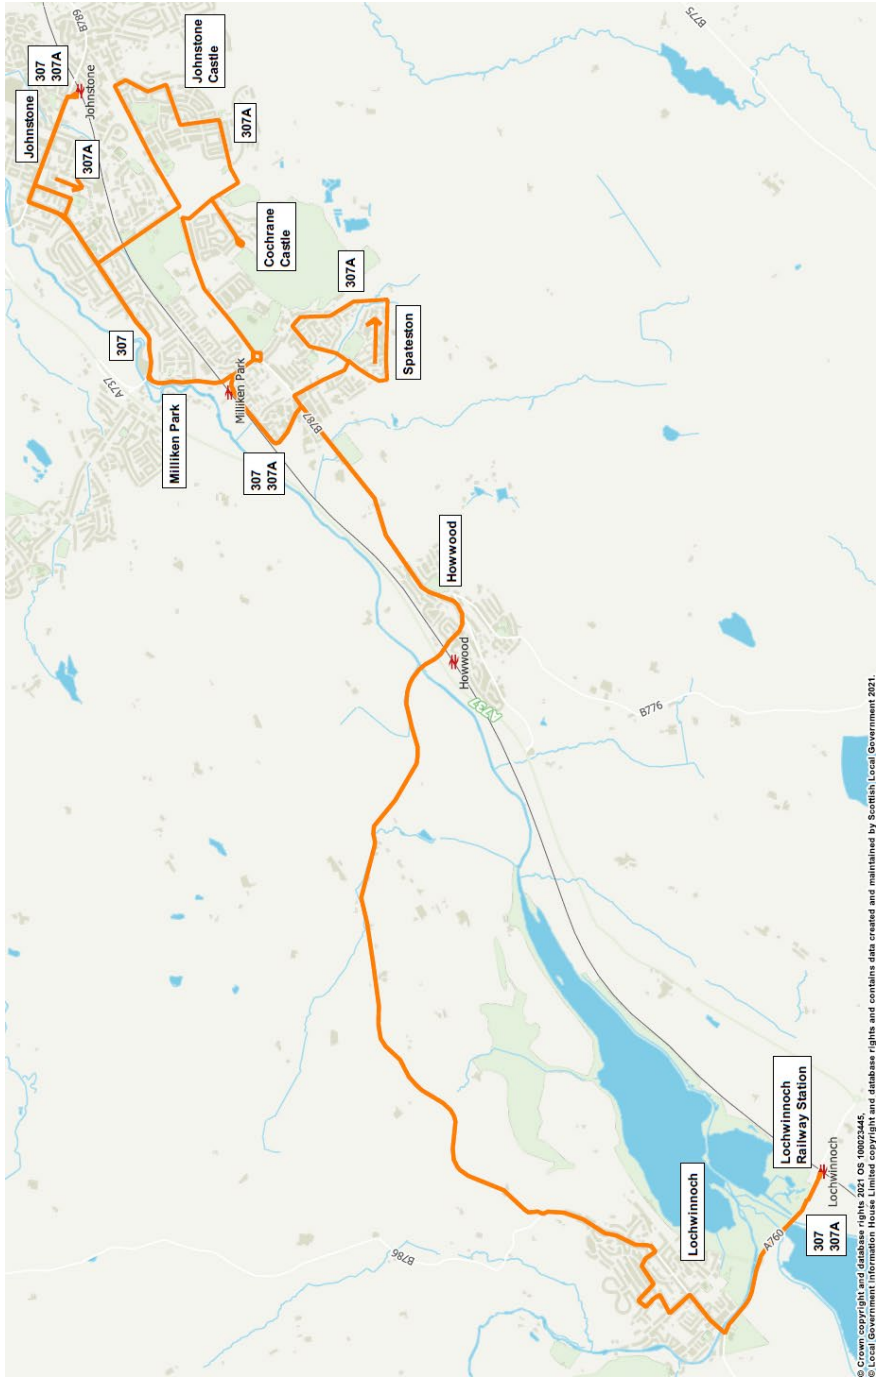 Johnstone
307
307A
B789
Johnstone
307A
307
A737
Milliken Park
Johnstone
Castle
307A
Milliken Park
307
307A
Cochrane
Castle
B787
307A
Spateston
B786
Howwood
Howwood
A737
B776
B775
Lochwinnoch
A760
Lochwinnoch
Railway Station
307
307A
Lochwinnoch
© Crown copyright and database rights 2021 OS 100023445,
© Local Government Information House Limited copyright and database rights and contains data created and maintained by Scottish Local Government 2021.